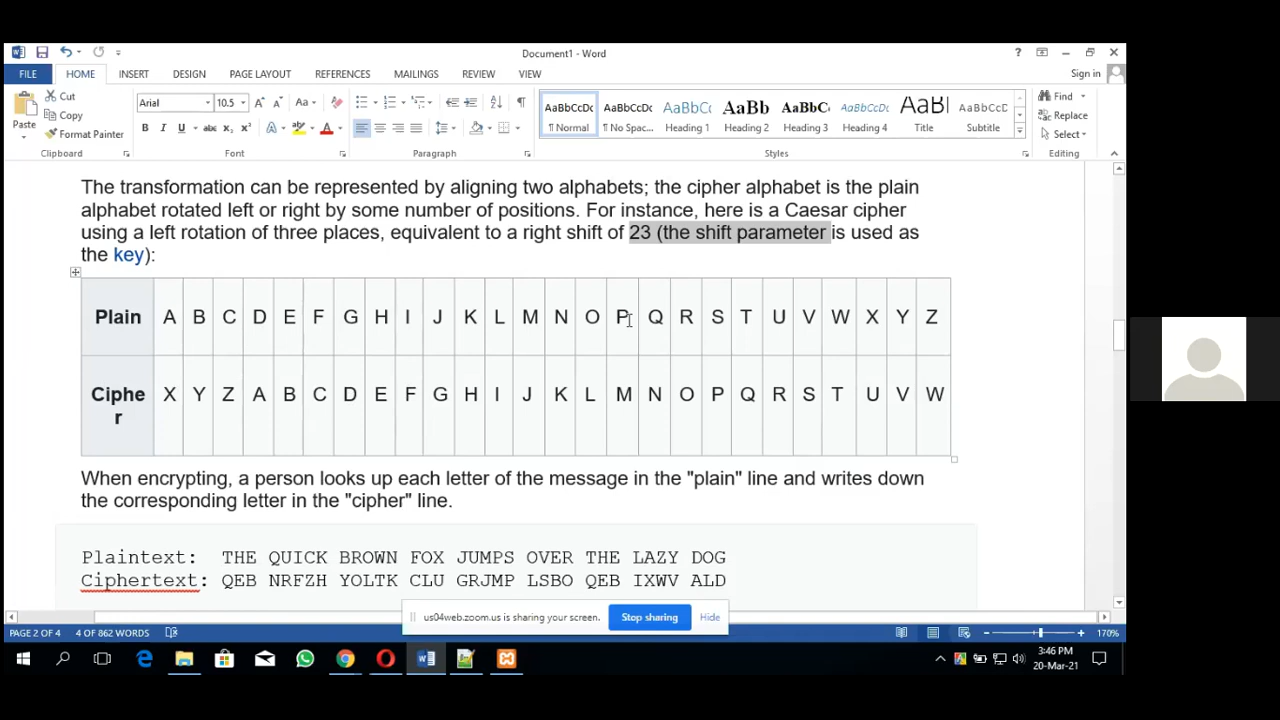 Document1 - Word
?
FILE HOME INSERT DESIGN PAGE LAYOUT REFERENCES MAILINGS REVIEW VIEW Sign in
Paste Cut Copy Format Painter
Clipboard
Arial 10.5 A A Aa
B I U abc x₂ x² A A
Font
Paragraph
AaBbCcDc AaBbCcDc AaBbC( AaBb AaBbC( AaBbCcDc AaB AaBbCcDc
¶ Normal ¶ No Spac... Heading 1 Heading 2 Heading 3 Heading 4 Title Subtitle
Styles
Find
Replace
Select
Editing
The transformation can be represented by aligning two alphabets; the cipher alphabet is the plain
alphabet rotated left or right by some number of positions. For instance, here is a Caesar cipher
using a left rotation of three places, equivalent to a right shift of 23 (the shift parameter is used as
the key):
Plain A B C D E F G H I J K L M N O P Q R S T U V W X Y Z
Ciphe
r X Y Z A B C D E F G H I J K L M N O P Q R S T U V W
When encrypting, a person looks up each letter of the message in the "plain" line and writes down
the corresponding letter in the "cipher" line.
Plaintext: THE QUICK BROWN FOX JUMPS OVER THE LAZY DOG
Ciphertext: QEB NRFZH YOLTK CLU GRJMP LSBO QEB IXWV ALD
us04web.zoom.us is sharing your screen. Stop sharing Hide
PAGE 2 OF 4 4 OF 862 WORDS 170%
3:46 PM
20-Mar-21